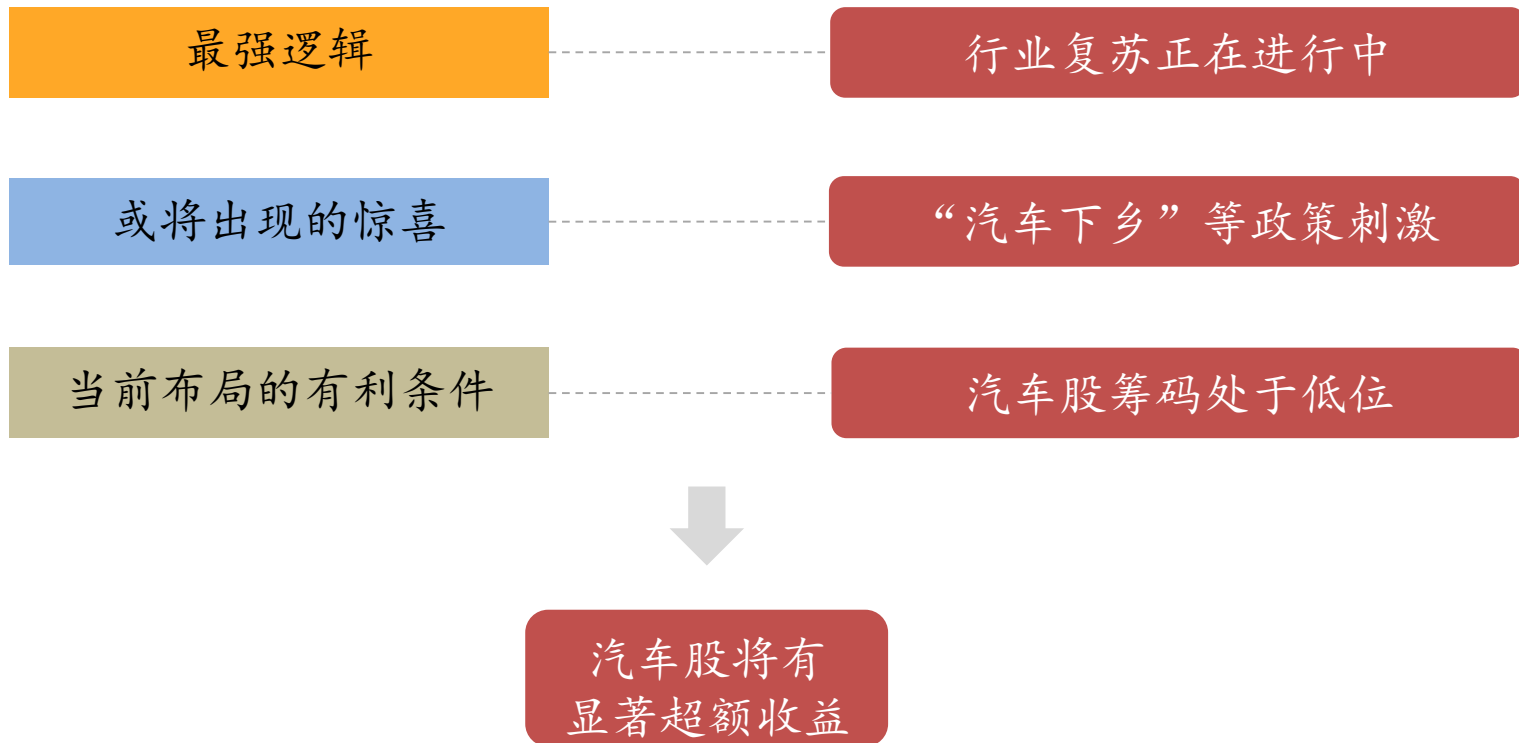 最强逻辑
行业复苏正在进行中
或将出现的惊喜
“汽车下乡”等政策刺激
当前布局的有利条件
汽车股筹码处于低位
汽车股将有
显著超额收益